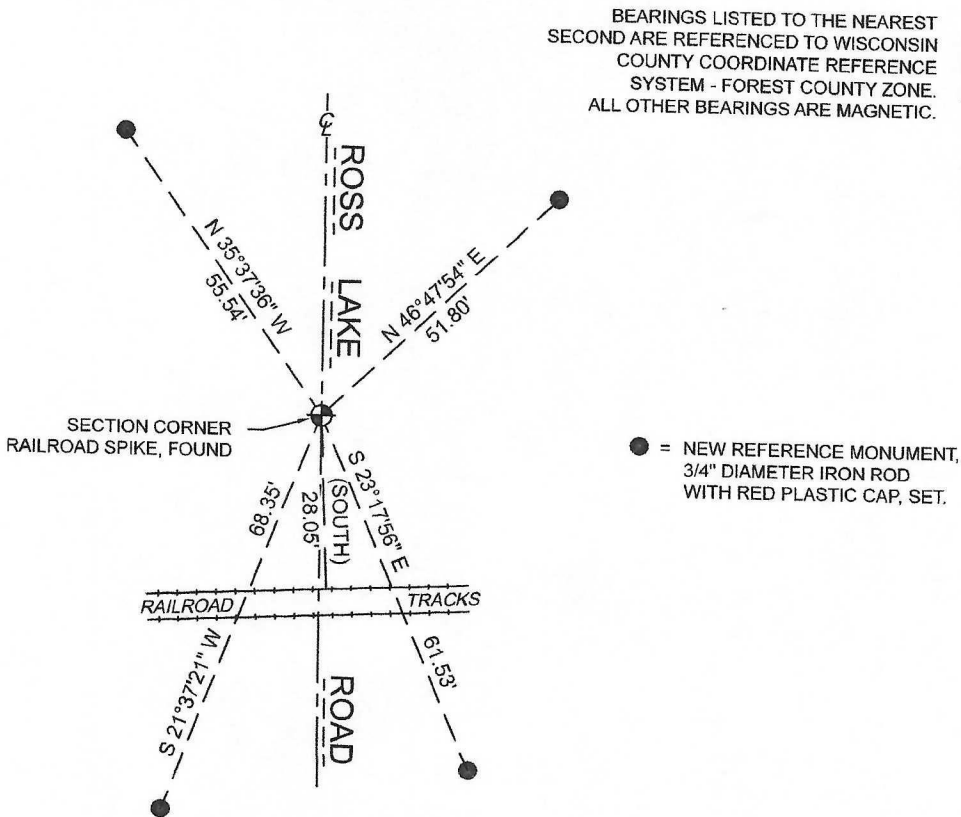 BEARINGS LISTED TO THE NEAREST
SECOND ARE REFERENCED TO WISCONSIN
COUNTY COORDINATE REFERENCE
SYSTEM - FOREST COUNTY ZONE.
ALL OTHER BEARINGS ARE MAGNETIC.
℄
ROSS
LAKE
ROAD
N 35°37'36" W
55.54'
N 46°47'54" E
51.80'
SECTION CORNER
RAILROAD SPIKE, FOUND
= NEW REFERENCE MONUMENT,
3/4" DIAMETER IRON ROD
WITH RED PLASTIC CAP, SET.
68.35'
S 21°37'21" W
(SOUTH)
28.05'
S 23°17'56" E
61.53'
RAILROAD TRACKS